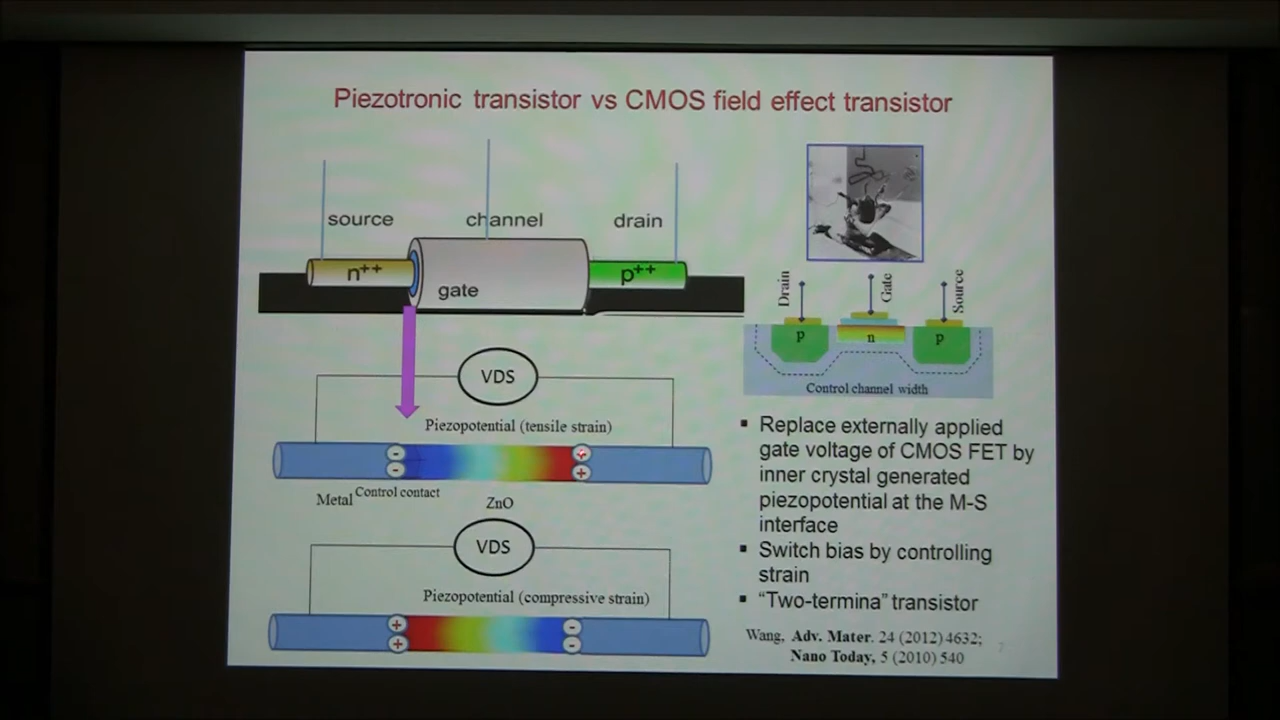 Piezotronic transistor vs CMOS field effect transistor
source
channel
drain
n++
gate
p++
Drain
Gate
Source
p
n
p
Control channel width
VDS
Piezopotential (tensile strain)
-
-
+
+
Metal
Control contact
ZnO
VDS
Piezopotential (compressive strain)
+
+
-
-
▪ Replace externally applied
gate voltage of CMOS FET by
inner crystal generated
piezopotential at the M-S
interface
▪ Switch bias by controlling
strain
▪ “Two-termina” transistor
Wang, Adv. Mater. 24 (2012) 4632;
Nano Today, 5 (2010) 540
7